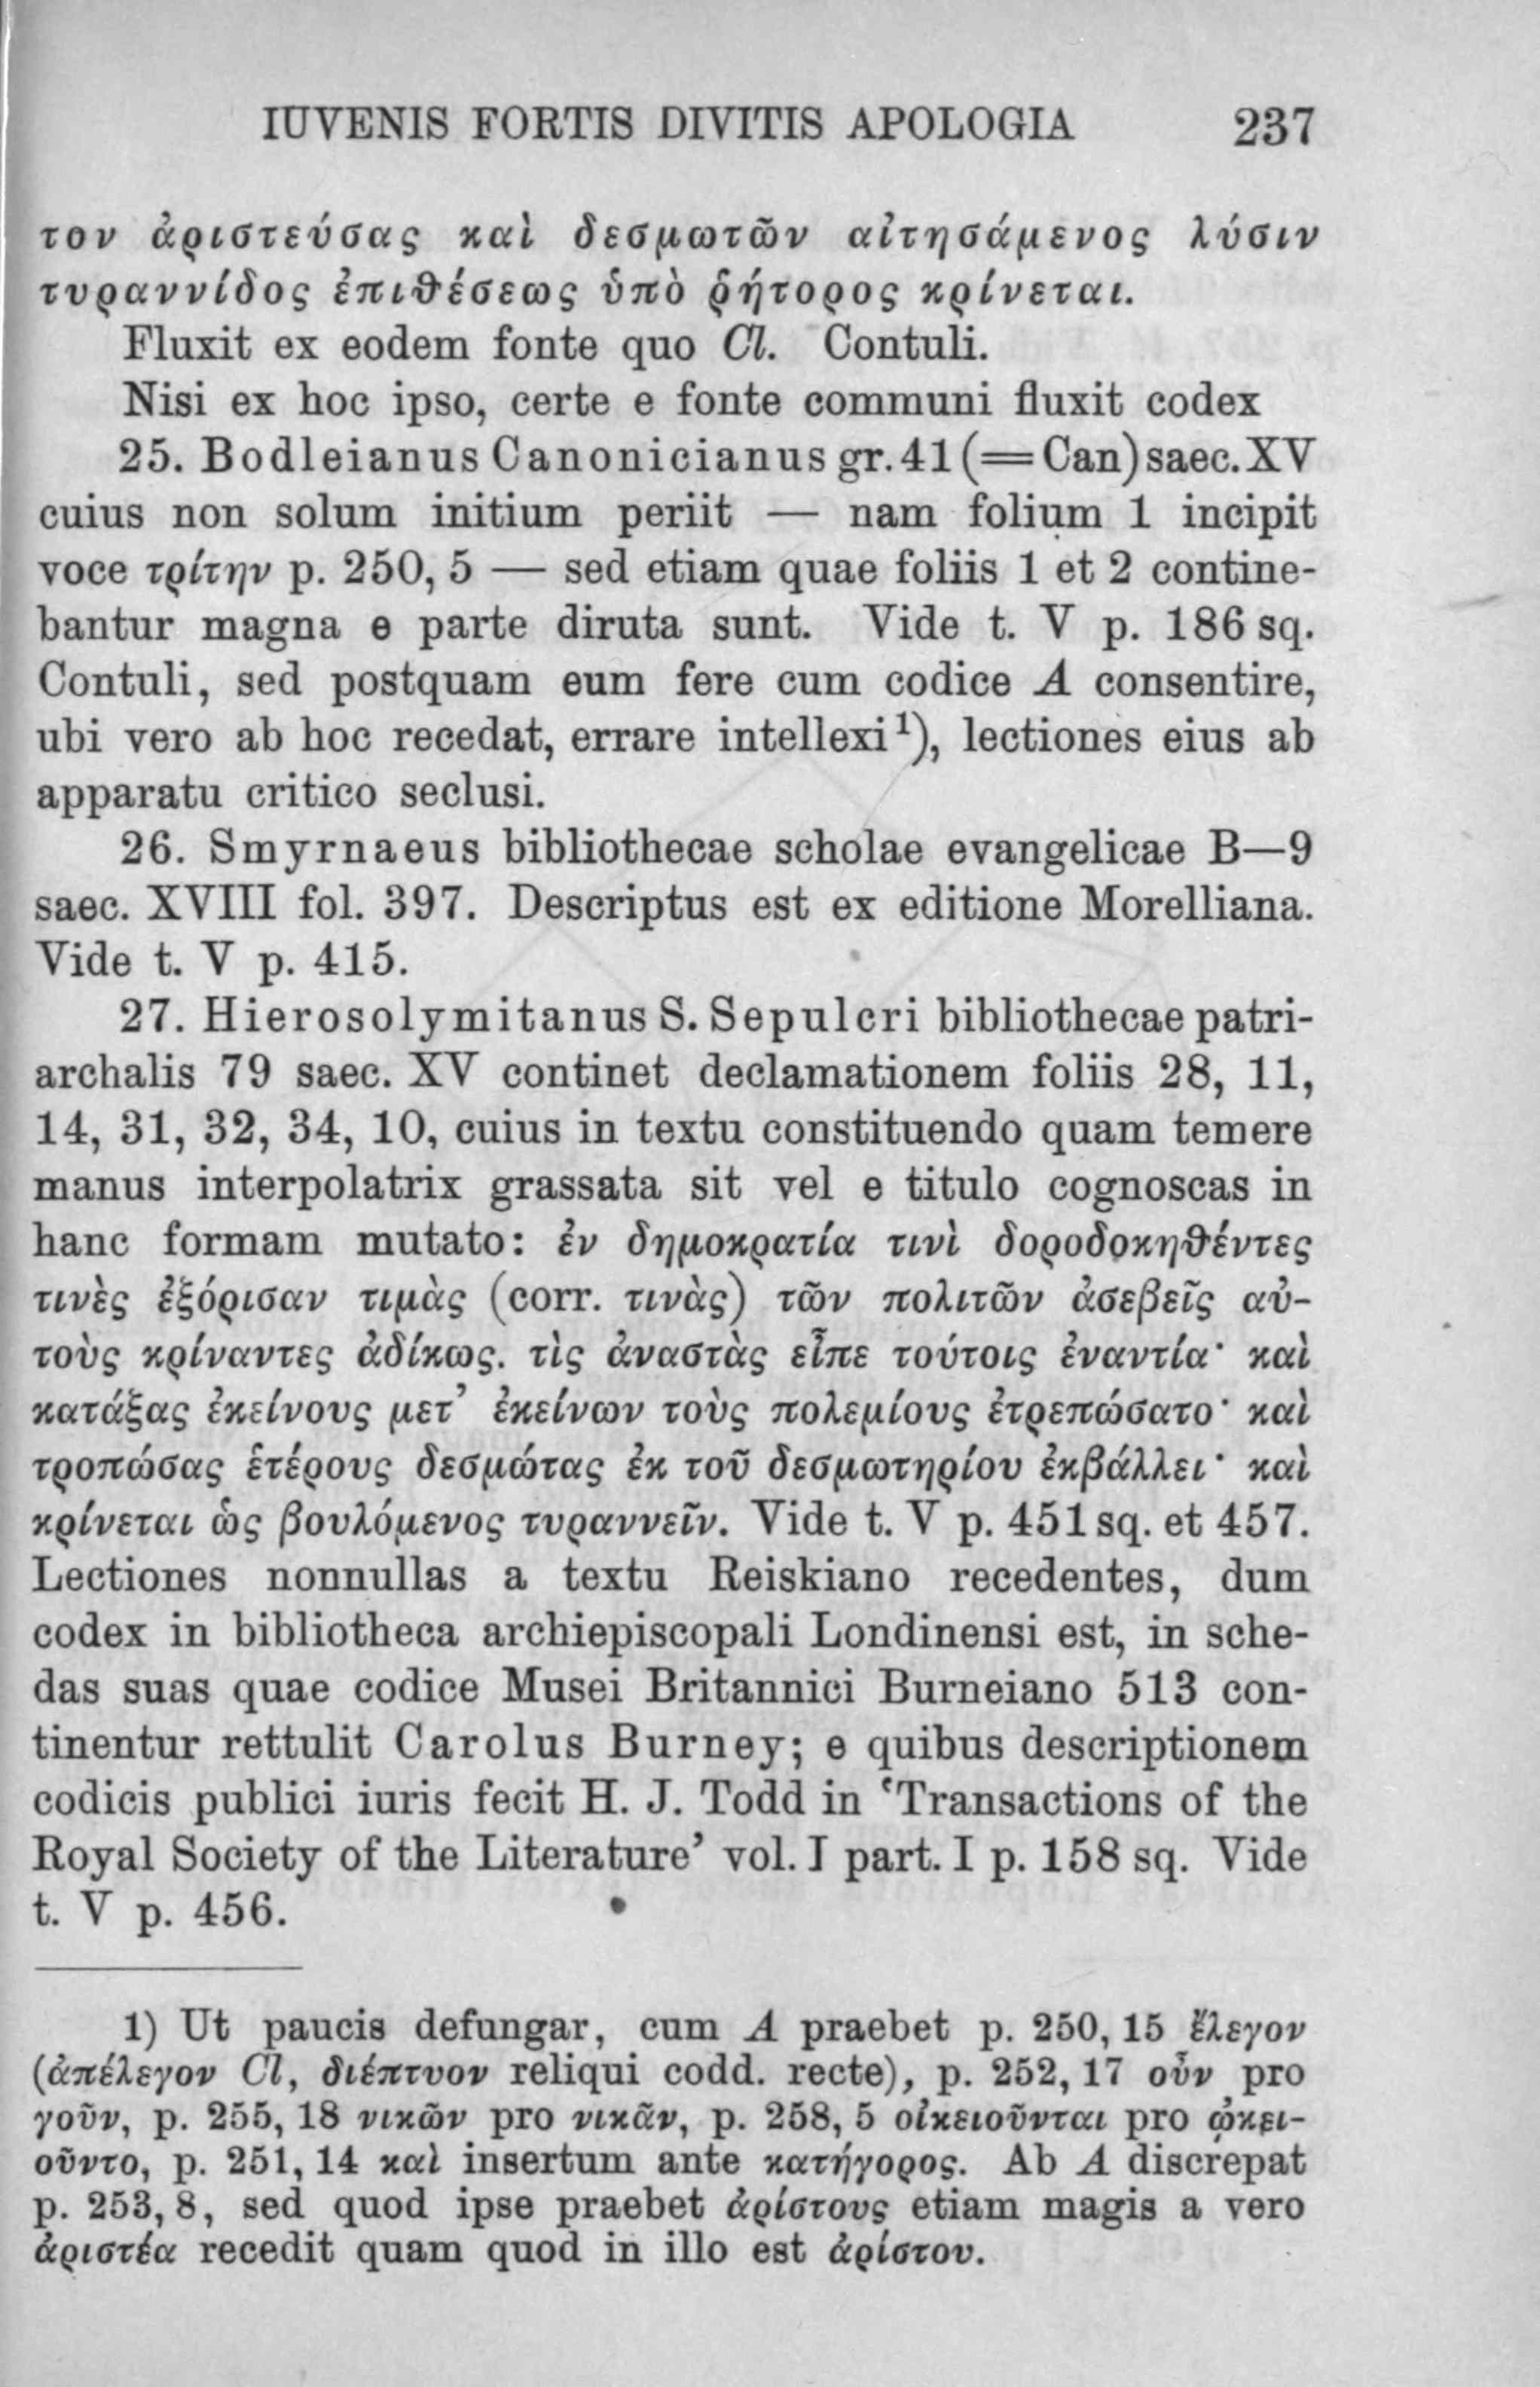 IUVENIS FORTIS DIVITIS APOLOGIA 237
τον ἀριστεύσας καὶ δεσμωτῶν αἰτησάμενος λύσιν
τυραννίδος ἐπιθέσεως ὑπὸ ῥήτορος κρίνεται.
Fluxit ex eodem fonte quo Cl. Contuli.
Nisi ex hoc ipso, certe e fonte communi fluxit codex
25. Bodleianus Canonicianus gr. 41 (= Can) saec. XV
cuius non solum initium periit — nam folium 1 incipit
voce τρίτην p. 250, 5 — sed etiam quae foliis 1 et 2 contine-
bantur magna e parte diruta sunt. Vide t. V p. 186 sq.
Contuli, sed postquam eum fere cum codice A consentire,
ubi vero ab hoc recedat, errare intellexi¹), lectiones eius ab
apparatu critico seclusi.
26. Smyrnaeus bibliothecae scholae evangelicae B—9
saec. XVIII fol. 397. Descriptus est ex editione Morelliana.
Vide t. V p. 415.
27. Hierosolymitanus S. Sepulcri bibliothecae patri-
archalis 79 saec. XV continet declamationem foliis 28, 11,
14, 31, 32, 34, 10, cuius in textu constituendo quam temere
manus interpolatrix grassata sit vel e titulo cognoscas in
hanc formam mutato: ἐν δημοκρατία τινὶ δοροδοκηθέντες
τινὲς ἐξόρισαν τιμὰς (corr. τινὰς) τῶν πολιτῶν ἀσεβεῖς αὐ-
τοὺς κρίναντες ἀδίκως. τὶς ἀναστὰς εἶπε τούτοις ἐναντία· καὶ
κατάξας ἐκείνους μετ᾽ ἐκείνων τοὺς πολεμίους ἐτρεπώσατο· καὶ
τροπώσας ἑτέρους δεσμώτας ἐκ τοῦ δεσμωτηρίου ἐκβάλλει· καὶ
κρίνεται ὡς βουλόμενος τυραννεῖν. Vide t. V p. 451 sq. et 457.
Lectiones nonnullas a textu Reiskiano recedentes, dum
codex in bibliotheca archiepiscopali Londinensi est, in sche-
das suas quae codice Musei Britannici Burneiano 513 con-
tinentur rettulit Carolus Burney; e quibus descriptionem
codicis publici iuris fecit H. J. Todd in ‘Transactions of the
Royal Society of the Literature’ vol. I part. I p. 158 sq. Vide
t. V p. 456.
1) Ut paucis defungar, cum A praebet p. 250, 15 ἔλεγον
(ἀπέλεγον Cl, διέπτυον reliqui codd. recte), p. 252, 17 οὖν pro
γοῦν, p. 255, 18 νικῶν pro νικᾶν, p. 258, 5 οἰκειοῦνται pro ᾠκει-
οῦντο, p. 251, 14 καὶ insertum ante κατήγορος. Ab A discrepat
p. 253, 8, sed quod ipse praebet ἀρίστους etiam magis a vero
ἀριστέα recedit quam quod in illo est ἀρίστου.